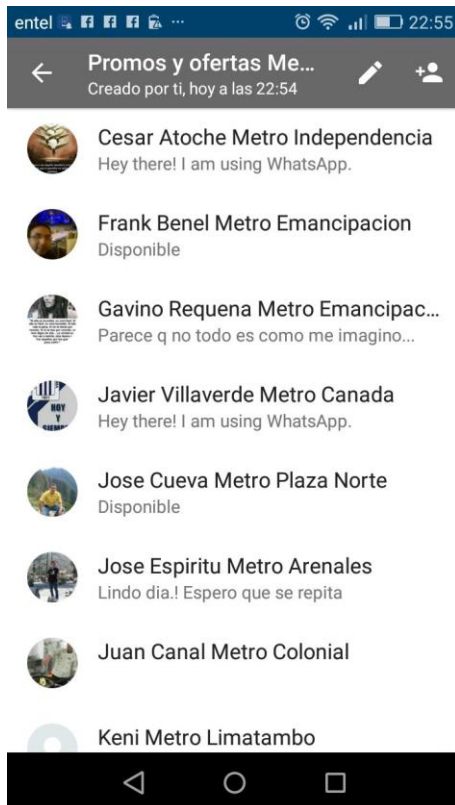 entel ... 22:55
Promos y ofertas Me...
Creado por ti, hoy a las 22:54
Cesar Atoche Metro Independencia
Hey there! I am using WhatsApp.
Frank Benel Metro Emancipacion
Disponible
Gavino Requena Metro Emancipac...
Parece q no todo es como me imagino...
Javier Villaverde Metro Canada
HOY
Y
SIEMP
Hey there! I am using WhatsApp.
Jose Cueva Metro Plaza Norte
Disponible
Jose Espiritu Metro Arenales
Lindo dia.! Espero que se repita
Juan Canal Metro Colonial
Keni Metro Limatambo